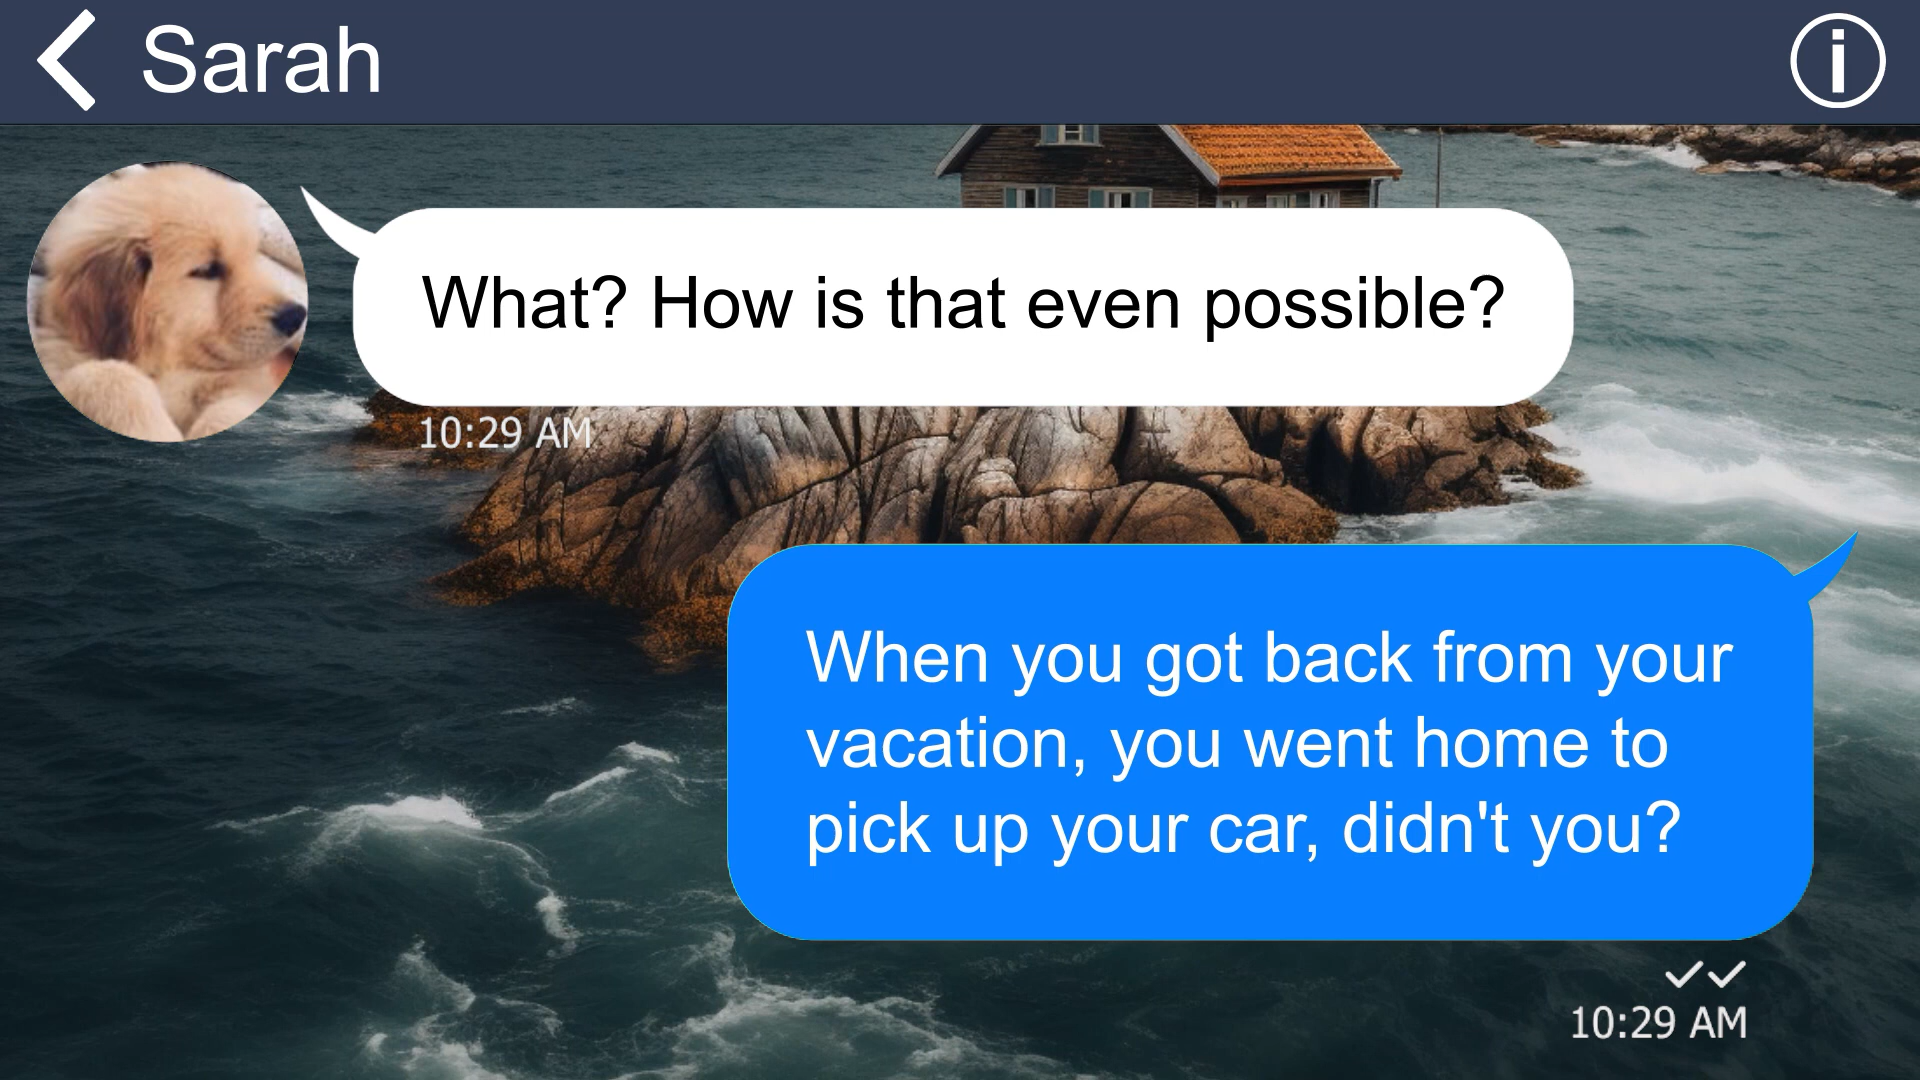 Sarah
What? How is that even possible?
10:29 AM
When you got back from your
vacation, you went home to
pick up your car, didn't you?
10:29 AM